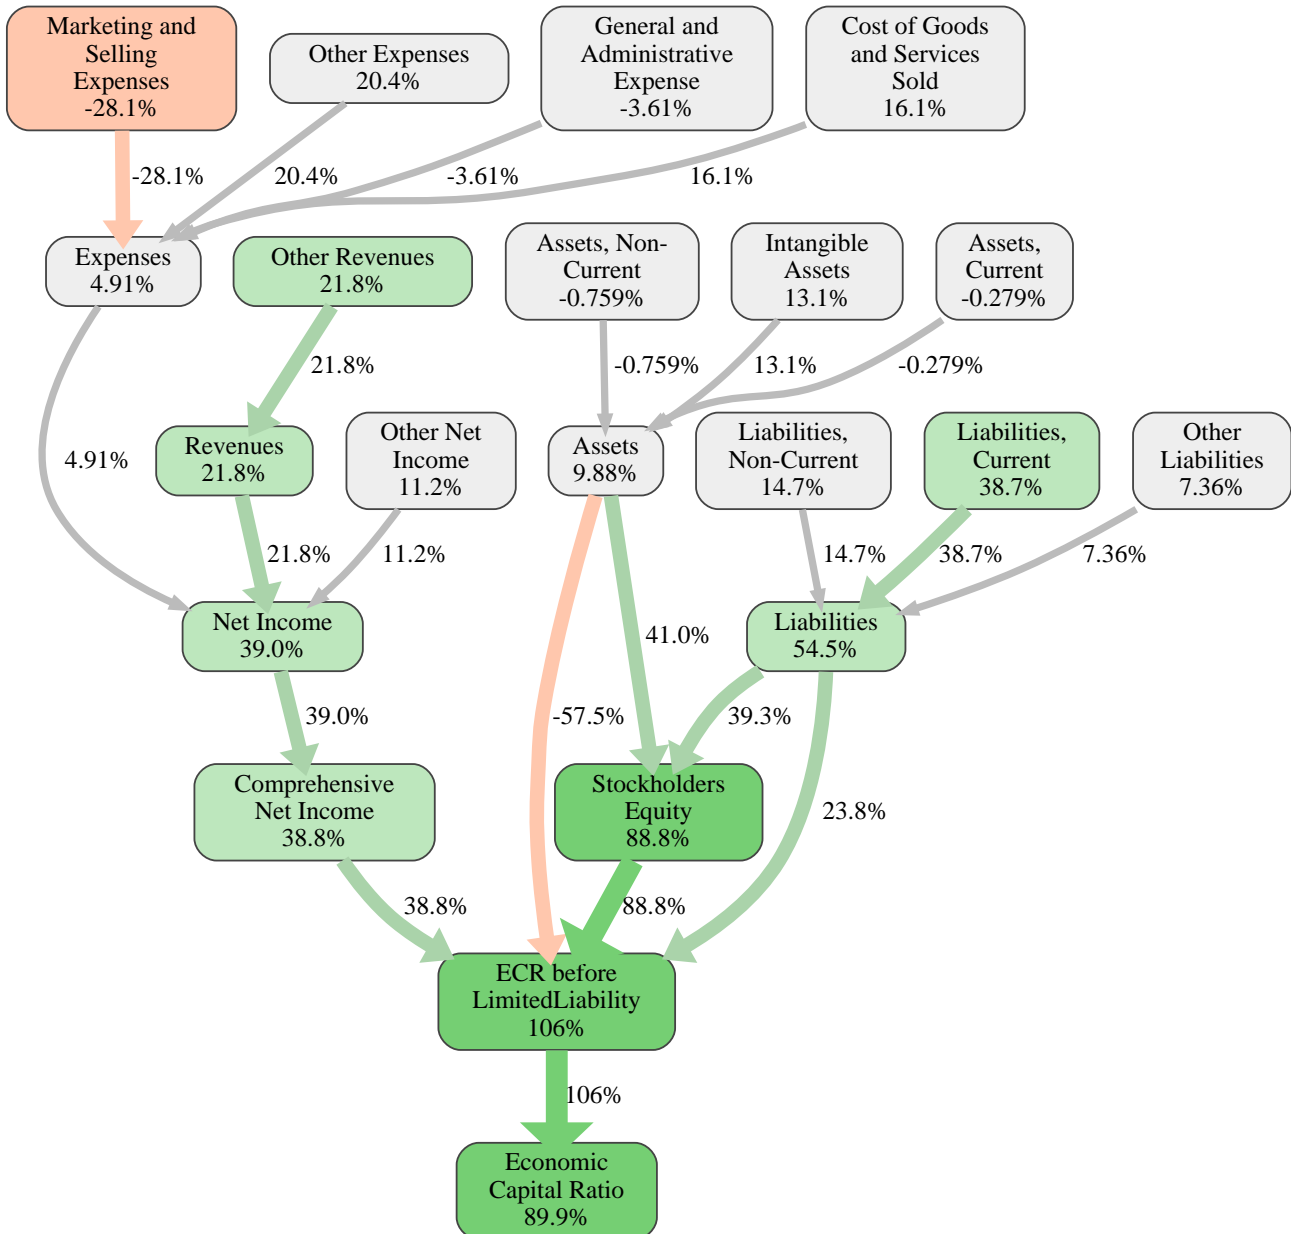 Marketing and
Selling
Expenses
-28.1%
Other Expenses
20.4%
General and
Administrative
Expense
-3.61%
Cost of Goods
and Services
Sold
16.1%
-28.1%
20.4%
-3.61%
16.1%
Expenses
4.91%
Other Revenues
21.8%
Assets, Non-
Current
-0.759%
Intangible
Assets
13.1%
Assets,
Current
-0.279%
21.8%
-0.759%
13.1%
-0.279%
4.91%
Revenues
21.8%
Other Net
Income
11.2%
Assets
9.88%
Liabilities,
Non-Current
14.7%
Liabilities,
Current
38.7%
Other
Liabilities
7.36%
21.8%
11.2%
14.7%
38.7%
7.36%
Net Income
39.0%
41.0%
Liabilities
54.5%
39.0%
-57.5%
39.3%
Comprehensive
Net Income
38.8%
Stockholders
Equity
88.8%
23.8%
38.8%
88.8%
ECR before
LimitedLiability
106%
106%
Economic
Capital Ratio
89.9%